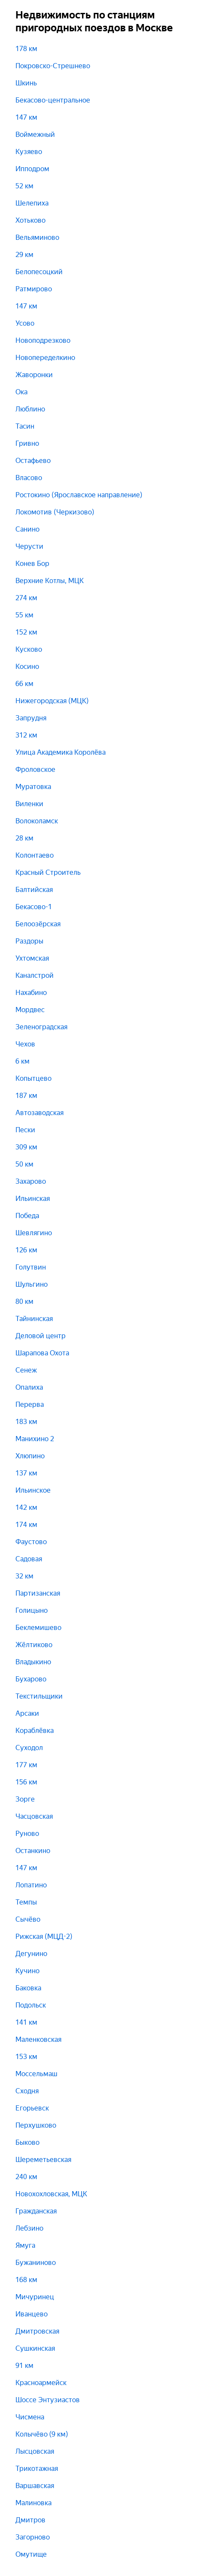 Недвижимость по станциям
пригородных поездов в Москве
178 км
Покровско-Стрешнево
Шкинь
Бекасово-центральное
147 км
Воймежный
Кузяево
Ипподром
52 км
Шелепиха
Хотьково
Вельяминово
29 км
Белопесоцкий
Ратмирово
147 км
Усово
Новоподрезково
Новопеределкино
Жаворонки
Ока
Люблино
Тасин
Гривно
Остафьево
Власово
Ростокино (Ярославское направление)
Локомотив (Черкизово)
Санино
Черусти
Конев Бор
Верхние Котлы, МЦК
274 км
55 км
152 км
Кусково
Косино
66 км
Нижегородская (МЦК)
Запрудня
312 км
Улица Академика Королёва
Фроловское
Муратовка
Виленки
Волоколамск
28 км
Колонтаево
Красный Строитель
Балтийская
Бекасово-1
Белоозёрская
Раздоры
Ухтомская
Каналстрой
Нахабино
Мордвес
Зеленоградская
Чехов
6 км
Копытцево
187 км
Автозаводская
Пески
309 км
50 км
Захарово
Ильинская
Победа
Шевлягино
126 км
Голутвин
Шульгино
80 км
Тайнинская
Деловой центр
Шарапова Охота
Сенеж
Опалиха
Перерва
183 км
Манихино 2
Хлюпино
137 км
Ильинское
142 км
174 км
Фаустово
Садовая
32 км
Партизанская
Голицыно
Беклемишево
Жёлтиково
Владыкино
Бухарово
Текстильщики
Арсаки
Кораблёвка
Суходол
177 км
156 км
Зорге
Часцовская
Руново
Останкино
147 км
Лопатино
Темпы
Сычёво
Рижская (МЦД-2)
Дегунино
Кучино
Баковка
Подольск
141 км
Маленковская
153 км
Моссельмаш
Сходня
Егорьевск
Перхушково
Быково
Шереметьевская
240 км
Новохохловская, МЦК
Гражданская
Лебзино
Ямуга
Бужаниново
168 км
Мичуринец
Иванцево
Дмитровская
Сушкинская
91 км
Красноармейск
Шоссе Энтузиастов
Чисмена
Колычёво (9 км)
Лысцовская
Трикотажная
Варшавская
Малиновка
Дмитров
Загорново
Омутище